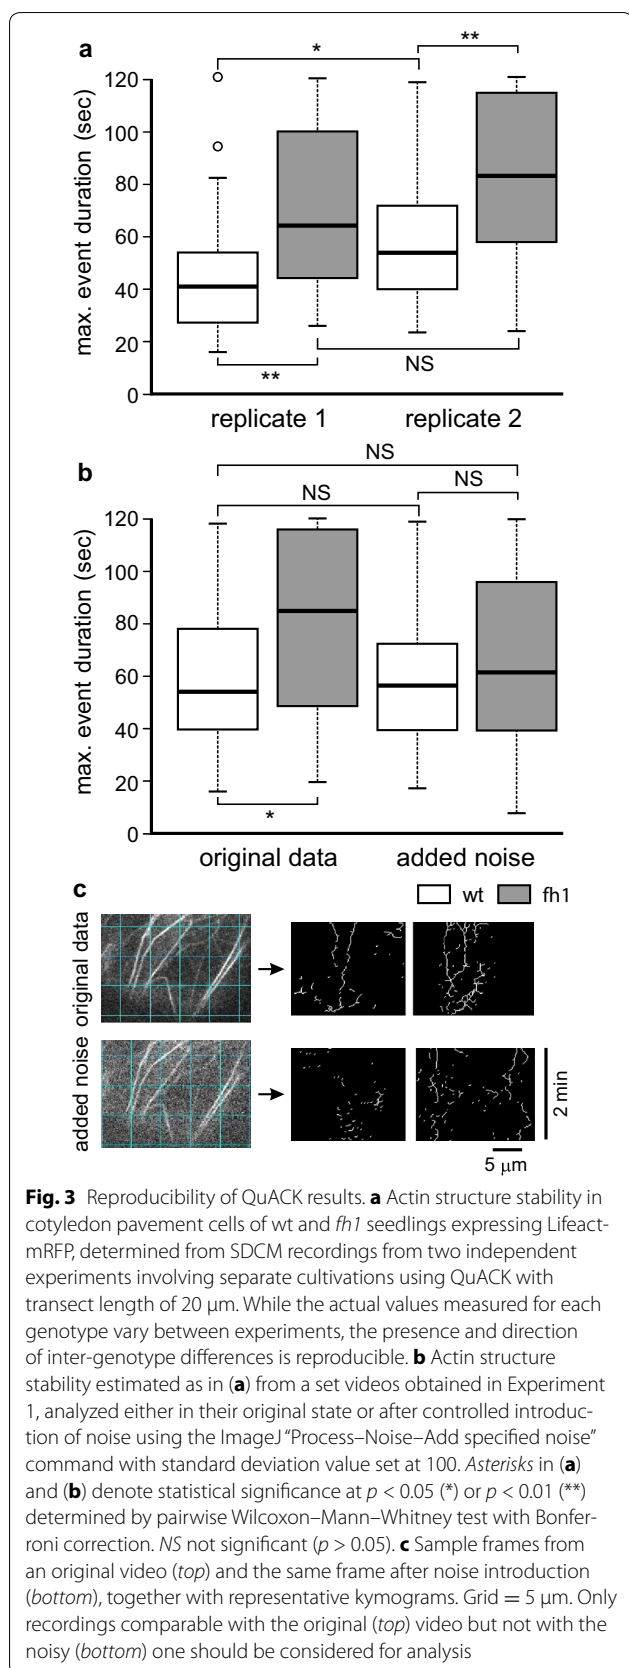 a
*
**
max. event duration (sec)
120
100
80
60
40
20
0
**
NS
replicate 1
replicate 2
b
NS
NS
NS
max. event duration (sec)
120
100
80
60
40
20
0
*
original data
added noise
c
wt
fh1
original data
added noise
2 min
5 μm
Fig. 3 Reproducibility of QuACK results. a Actin structure stability in
cotyledon pavement cells of wt and fh1 seedlings expressing Lifeact-
mRFP, determined from SDCM recordings from two independent
experiments involving separate cultivations using QuACK with
transect length of 20 μm. While the actual values measured for each
genotype vary between experiments, the presence and direction
of inter-genotype differences is reproducible. b Actin structure
stability estimated as in (a) from a set videos obtained in Experiment
1, analyzed either in their original state or after controlled introduc-
tion of noise using the ImageJ “Process–Noise–Add specified noise”
command with standard deviation value set at 100. Asterisks in (a)
and (b) denote statistical significance at p < 0.05 (*) or p < 0.01 (**)
determined by pairwise Wilcoxon–Mann–Whitney test with Bonfer-
roni correction. NS not significant (p > 0.05). c Sample frames from
an original video (top) and the same frame after noise introduction
(bottom), together with representative kymograms. Grid = 5 μm. Only
recordings comparable with the original (top) video but not with the
noisy (bottom) one should be considered for analysis